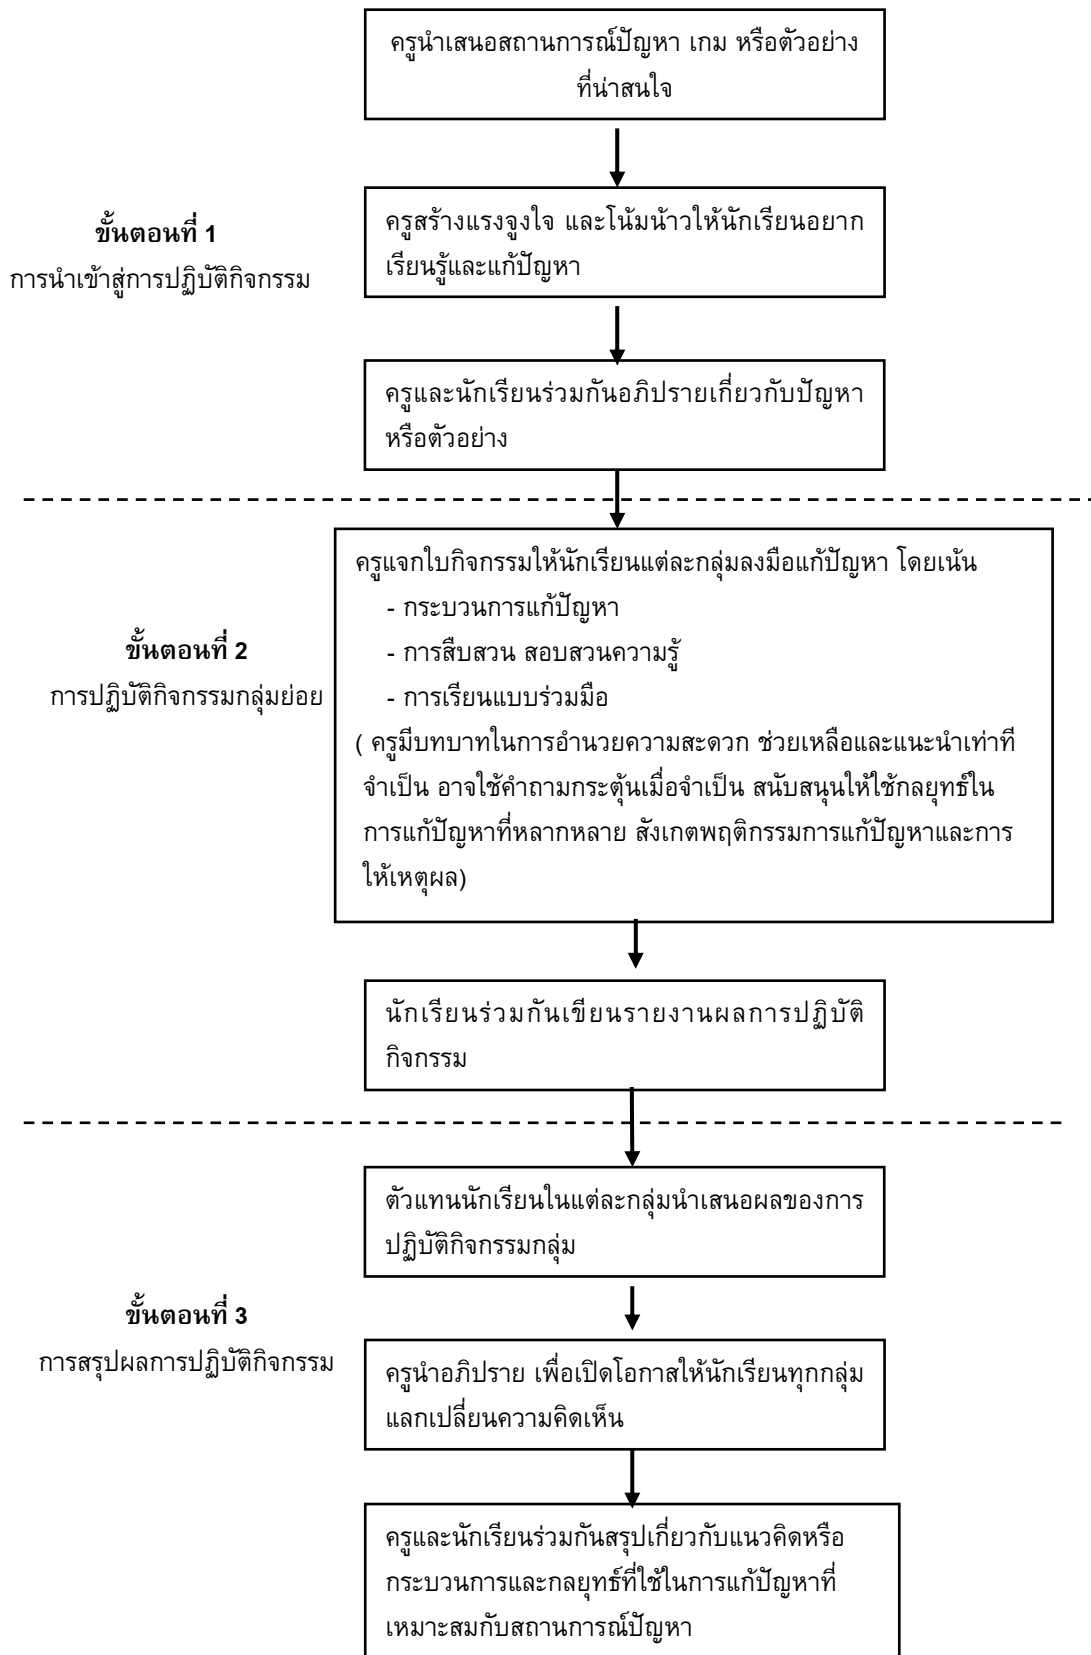 ครูนำเสนอสถานการณ์ปัญหา เกม หรือตัวอย่าง
ที่น่าสนใจ
ขั้นตอนที่ 1
การนำเข้าสู่การปฏิบัติกิจกรรม
ครูสร้างแรงจูงใจ และโน้มน้าวให้นักเรียนอยาก
เรียนรู้และแก้ปัญหา
ครูและนักเรียนร่วมกันอภิปรายเกี่ยวกับปัญหา
หรือตัวอย่าง
ขั้นตอนที่ 2
การปฏิบัติกิจกรรมกลุ่มย่อย
ครูแจกใบกิจกรรมให้นักเรียนแต่ละกลุ่มลงมือแก้ปัญหา โดยเน้น
- กระบวนการแก้ปัญหา
- การสืบสวน สอบสวนความรู้
- การเรียนแบบร่วมมือ
( ครูมีบทบาทในการอำนวยความสะดวก ช่วยเหลือและแนะนำเท่าที
จำเป็น อาจใช้คำถามกระตุ้นเมื่อจำเป็น สนับสนุนให้ใช้กลยุทธ์ใน
การแก้ปัญหาที่หลากหลาย สังเกตพฤติกรรมการแก้ปัญหาและการ
ให้เหตุผล)
นักเรียนร่วมกันเขียนรายงานผลการปฏิบัติ
กิจกรรม
ตัวแทนนักเรียนในแต่ละกลุ่มนำเสนอผลของการ
ปฏิบัติกิจกรรมกลุ่ม
ขั้นตอนที่ 3
การสรุปผลการปฏิบัติกิจกรรม
ครูนำอภิปราย เพื่อเปิดโอกาสให้นักเรียนทุกกลุ่ม
แลกเปลี่ยนความคิดเห็น
ครูและนักเรียนร่วมกันสรุปเกี่ยวกับแนวคิดหรือ
กระบวนการและกลยุทธ์ที่ใช้ในการแก้ปัญหาที่
เหมาะสมกับสถานการณ์ปัญหา